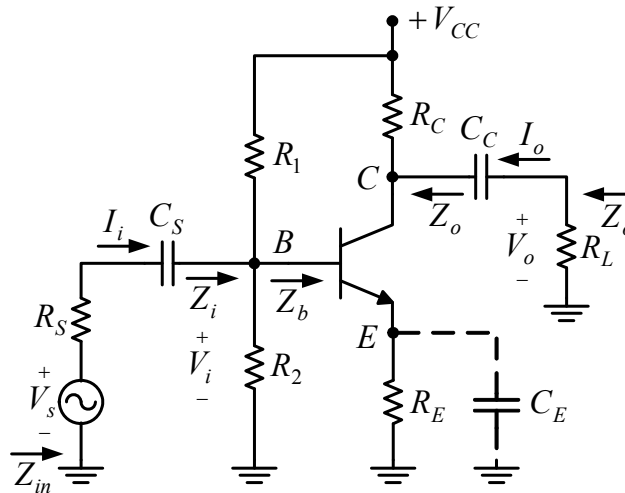 +V_CC
R_C
C_C
I_o
R_1
C
Z_o
Z_o
I_i
C_S
B
+
V_o
−
R_L
Z_i
Z_b
R_S
+
V_i
−
R_2
E
+
V_s
−
R_E
C_E
Z_in